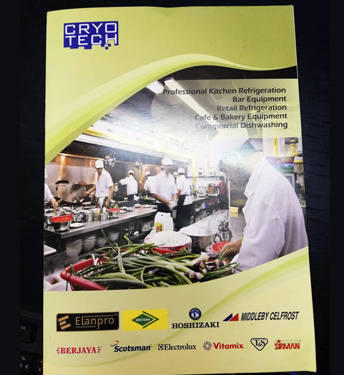 CRYO
TECH
Professional Kitchen Refrigeration
Bar Equipment
Retail Refrigeration
Cafe & Bakery Equipment
Commercial Dishwashing
Elanpro
HOSHIZAKI
MIDDLEBY CELFROST
BERJAYA
Scotsman
Electrolux
Vitamix
T&S
SIRMAN